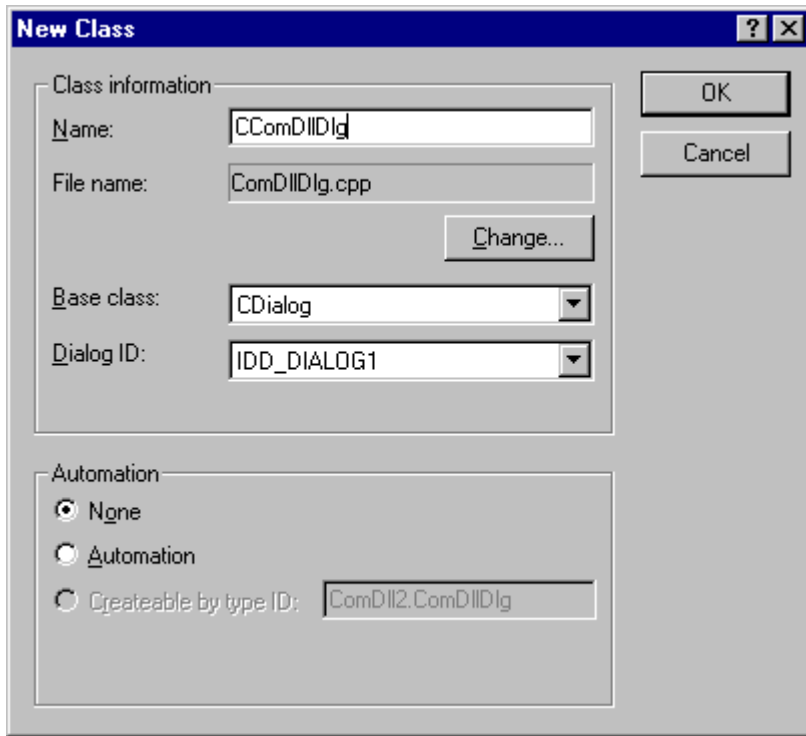 New Class
Class information
OK
Name: CComDllDlg
Cancel
File name: ComDllDlg.cpp
Change...
Base class: CDialog
Dialog ID: IDD_DIALOG1
Automation
None
Automation
Createable by type ID: ComDll2.ComDllDlg